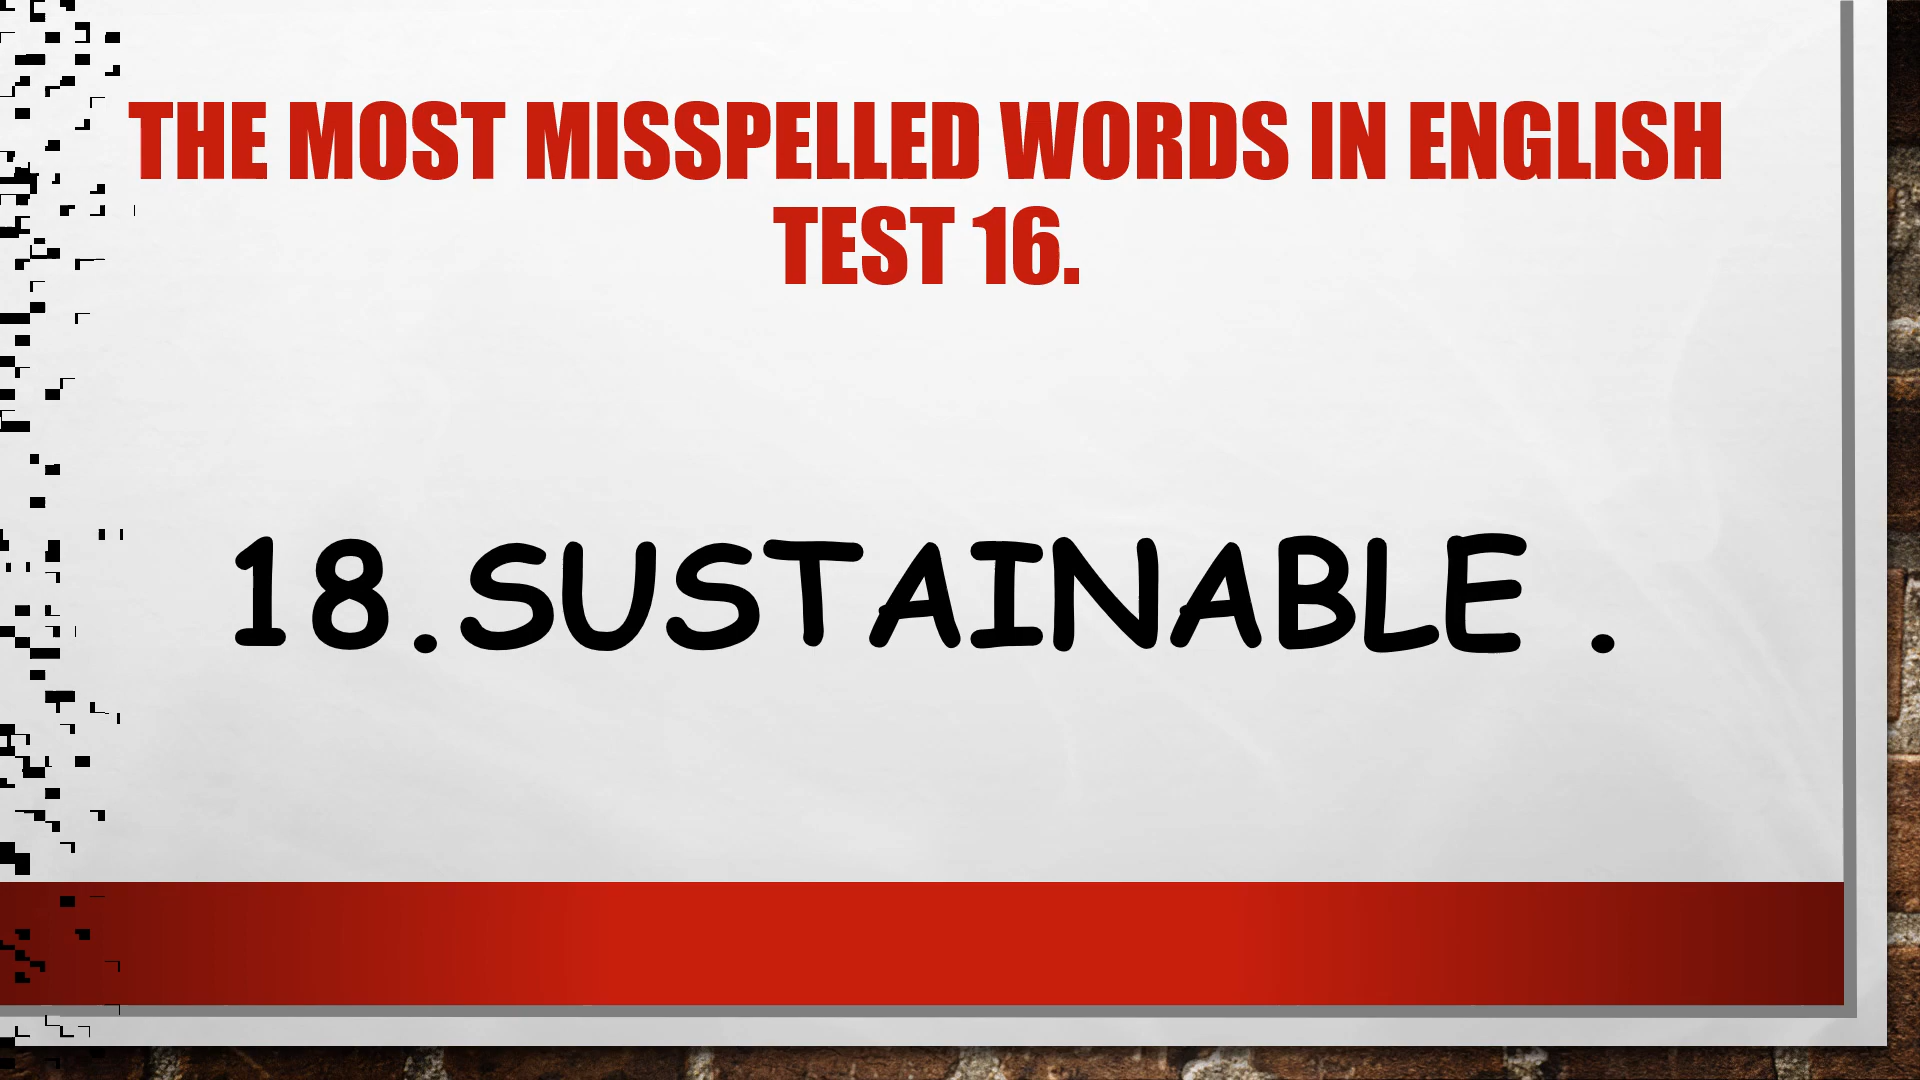 THE MOST MISSPELLED WORDS IN ENGLISH
TEST 16.
18.SUSTAINABLE .